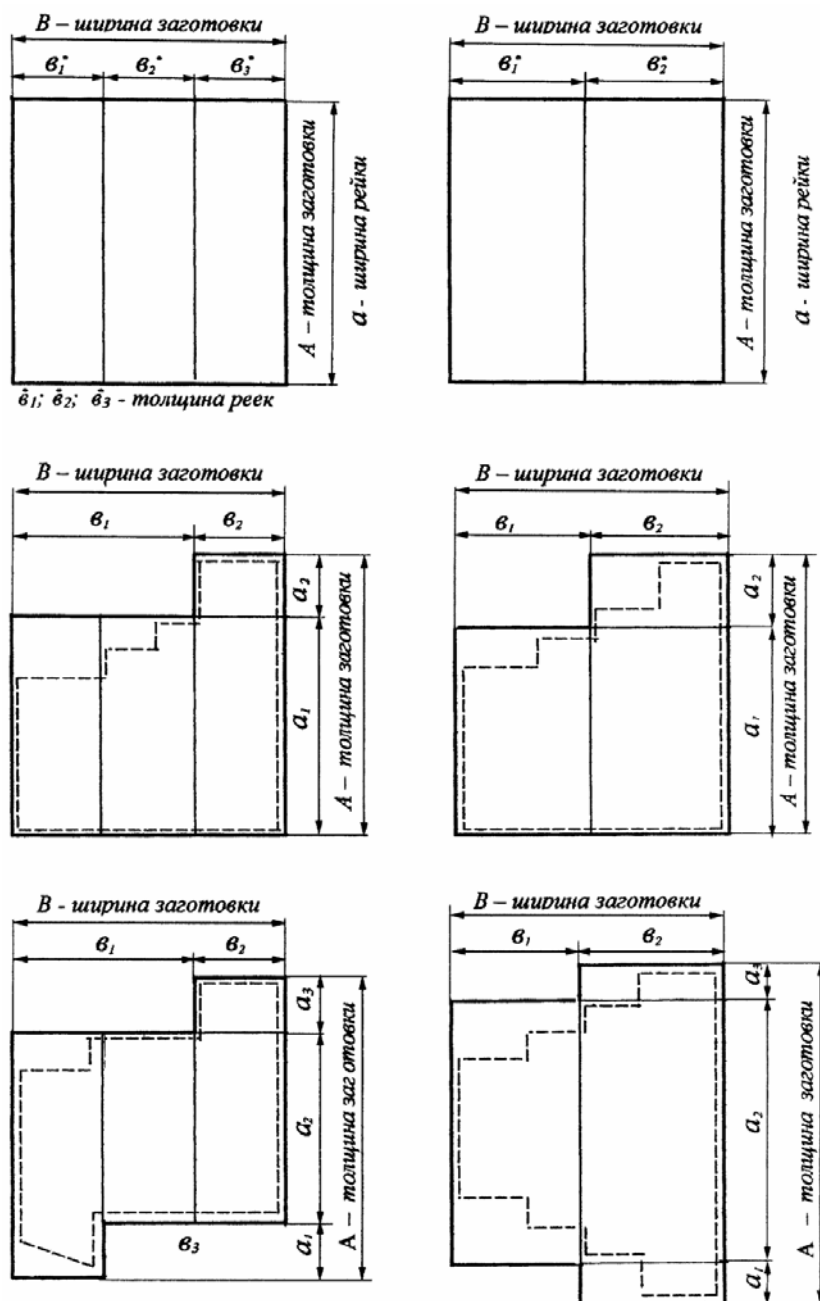 В – ширина заготовки
в₁* в₂* в₃*
А – толщина заготовки
а - ширина рейки
в₁; в₂; в₃ - толщина реек
В – ширина заготовки
в₁* в₂*
А – толщина заготовки
а - ширина рейки
В – ширина заготовки
в₁ в₂
а₂
а₁
А – толщина заготовки
В – ширина заготовки
в₁ в₂
а₂
а₁
А – толщина заготовки
В - ширина заготовки
в₁ в₂
а₃
а₂
а₁
в₃
А – толщина заготовки
В – ширина заготовки
в₁ в₂
а₃
а₂
а₁
А – толщина заготовки